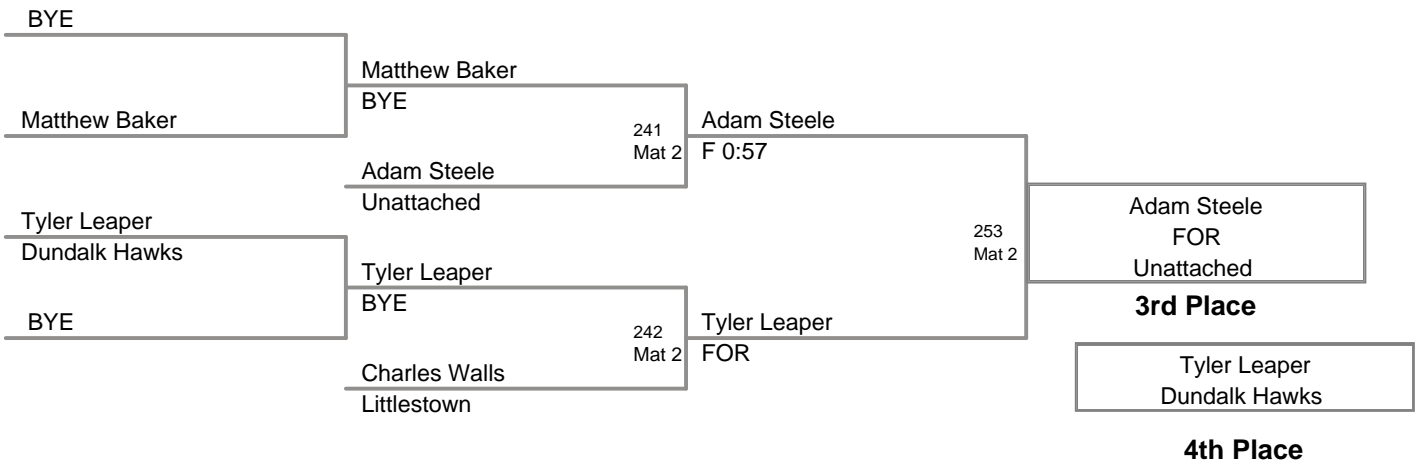 BYE
Matthew Baker
Matthew Baker
BYE
241
Mat 2
Adam Steele
F 0:57
Adam Steele
Unattached
Tyler Leaper
Dundalk Hawks
Tyler Leaper
BYE
BYE
242
Mat 2
Tyler Leaper
FOR
Charles Walls
Littlestown
253
Mat 2
Adam Steele
FOR
Unattached
3rd Place
Tyler Leaper
Dundalk Hawks
4th Place